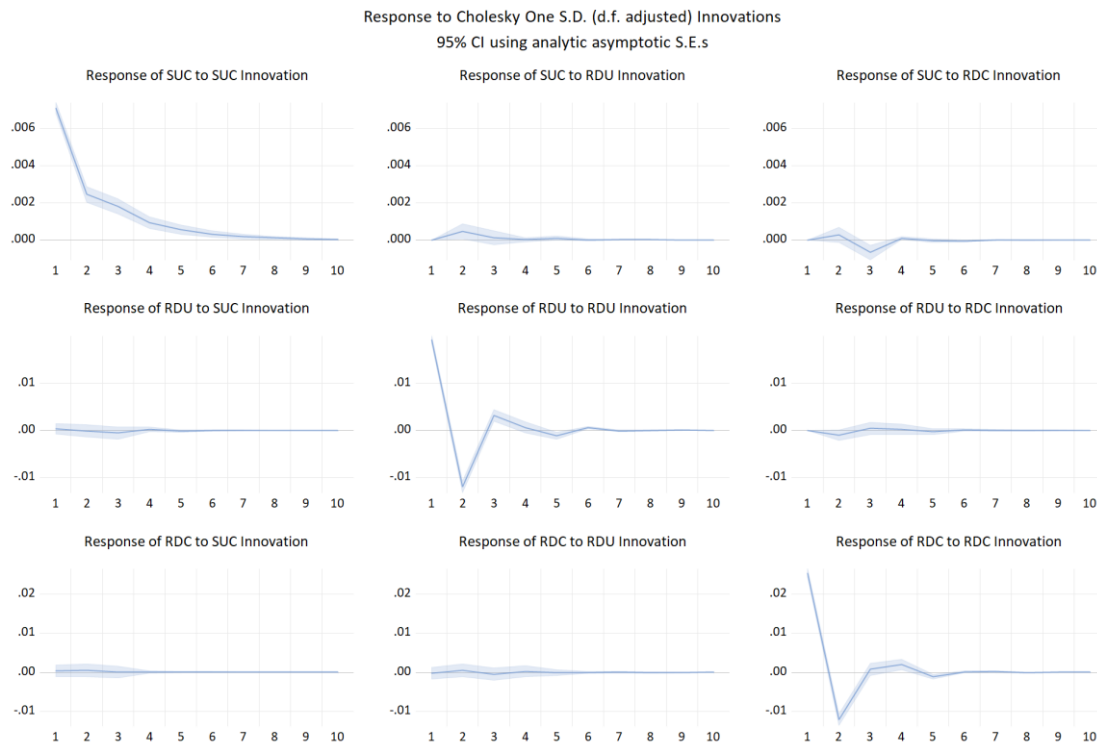 Response to Cholesky One S.D. (d.f. adjusted) Innovations
95% CI using analytic asymptotic S.E.s
Response of SUC to SUC Innovation
.006
.004
.002
.000
1 2 3 4 5 6 7 8 9 10
Response of SUC to RDU Innovation
.006
.004
.002
.000
1 2 3 4 5 6 7 8 9 10
Response of SUC to RDC Innovation
.006
.004
.002
.000
1 2 3 4 5 6 7 8 9 10
Response of RDU to SUC Innovation
.01
.00
-.01
1 2 3 4 5 6 7 8 9 10
Response of RDU to RDU Innovation
.01
.00
-.01
1 2 3 4 5 6 7 8 9 10
Response of RDU to RDC Innovation
.01
.00
-.01
1 2 3 4 5 6 7 8 9 10
Response of RDC to SUC Innovation
.02
.01
.00
-.01
1 2 3 4 5 6 7 8 9 10
Response of RDC to RDU Innovation
.02
.01
.00
-.01
1 2 3 4 5 6 7 8 9 10
Response of RDC to RDC Innovation
.02
.01
.00
-.01
1 2 3 4 5 6 7 8 9 10